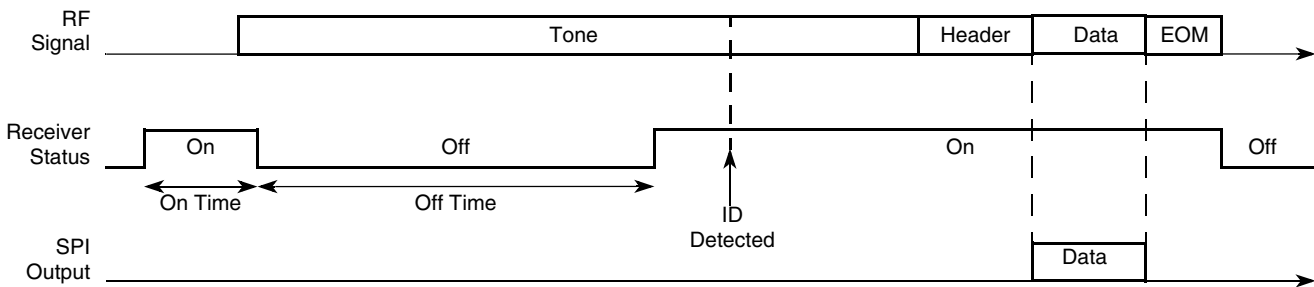 RF
Signal
Tone
Header
Data
EOM
Receiver
Status
On
Off
On
Off
On Time
Off Time
ID
Detected
SPI
Output
Data